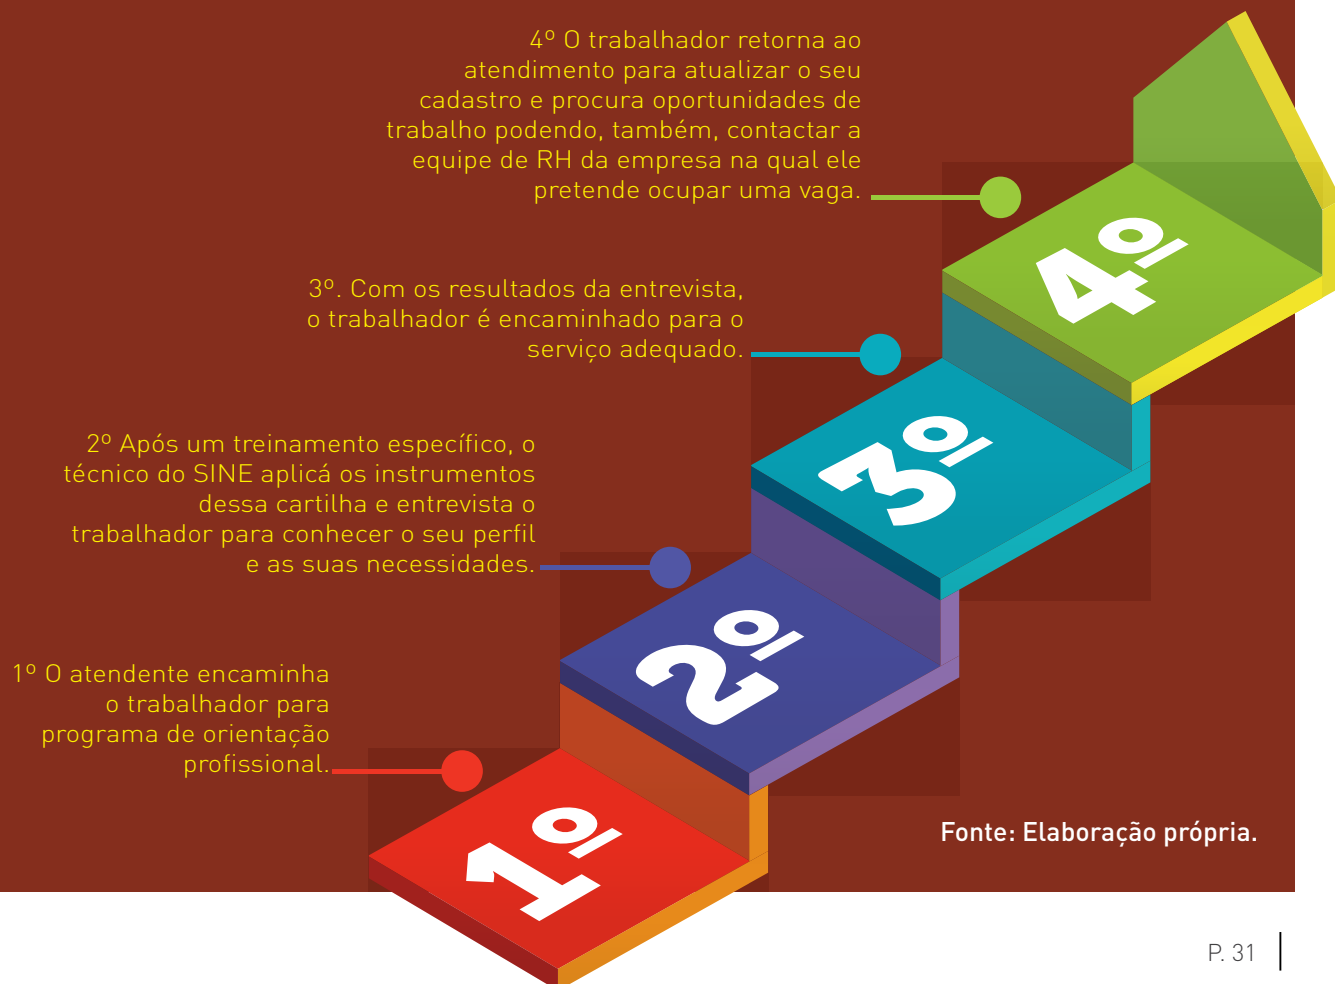 4º O trabalhador retorna ao
atendimento para atualizar o seu
cadastro e procura oportunidades de
trabalho podendo, também, contactar a
equipe de RH da empresa na qual ele
pretende ocupar uma vaga.
4º
3º. Com os resultados da entrevista,
o trabalhador é encaminhado para o
serviço adequado.
3º
2º Após um treinamento específico, o
técnico do SINE aplicá os instrumentos
dessa cartilha e entrevista o
trabalhador para conhecer o seu perfil
e as suas necessidades.
2º
1º O atendente encaminha
o trabalhador para
programa de orientação
profissional.
1º
Fonte: Elaboração própria.
P. 31